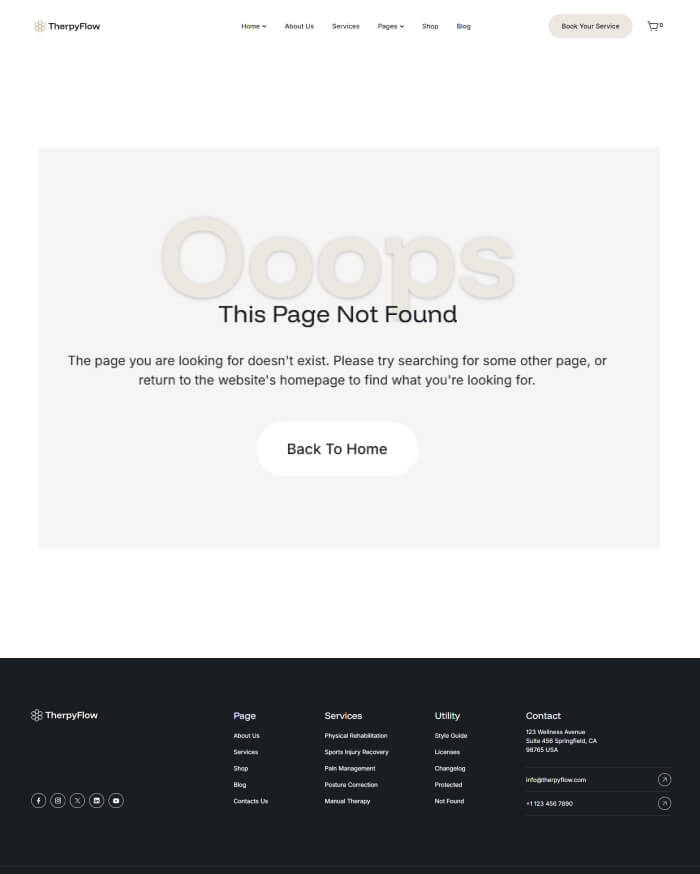 TherpyFlow
Home
About Us
Services
Pages
Shop
Blog
Book Your Service
0
Ooops
This Page Not Found
The page you are looking for doesn't exist. Please try searching for some other page, or
return to the website's homepage to find what you're looking for.
Back To Home
TherpyFlow
Page
About Us
Services
Shop
Blog
Contacts Us
Services
Physical Rehabilitation
Sports Injury Recovery
Pain Management
Posture Correction
Manual Therapy
Utility
Style Guide
Licenses
Changelog
Protected
Not Found
Contact
123 Wellness Avenue
Suite 456 Springfield, CA
98765 USA
info@therpyflow.com
+1 123 456 7890